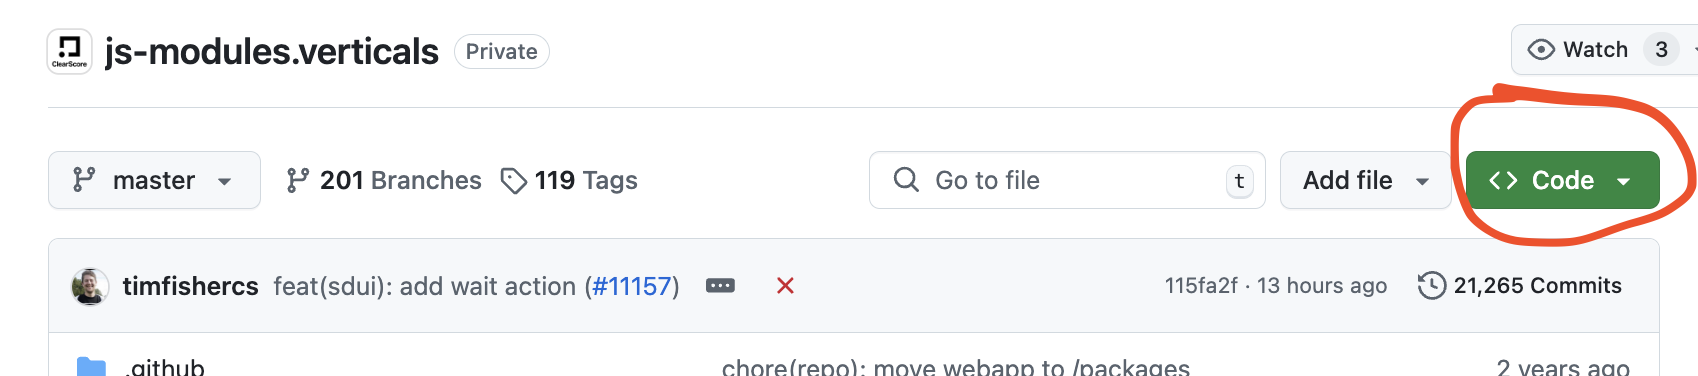 ClearScore
js-modules.verticals Private
Watch 3
master 201 Branches 119 Tags
Go to file t
Add file
<> Code
timfishercs feat(sdui): add wait action (#11157) ... 115fa2f · 13 hours ago 21,265 Commits
.github chore(repo): move webapp to /packages 2 years ago